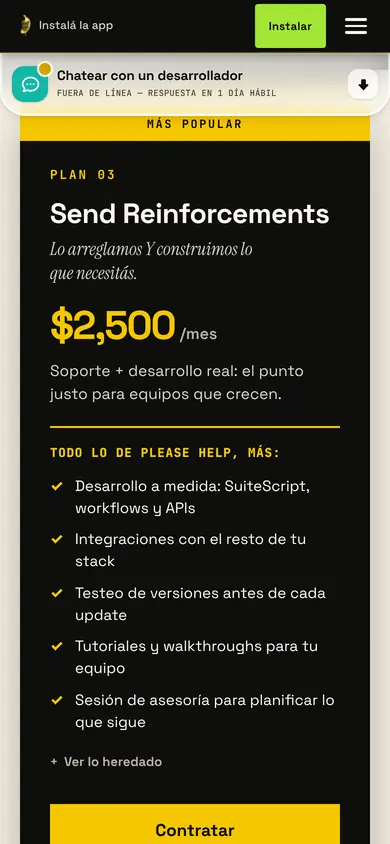 Instalá la app
Instalar
Chatear con un desarrollador
FUERA DE LÍNEA — RESPUESTA EN 1 DÍA HÁBIL
MÁS POPULAR
PLAN 03
Send Reinforcements
Lo arreglamos Y construimos lo
que necesitás.
$2,500 /mes
Soporte + desarrollo real: el punto
justo para equipos que crecen.
TODO LO DE PLEASE HELP, MÁS:
✓ Desarrollo a medida: SuiteScript,
workflows y APIs
✓ Integraciones con el resto de tu
stack
✓ Testeo de versiones antes de cada
update
✓ Tutoriales y walkthroughs para tu
equipo
✓ Sesión de asesoría para planificar lo
que sigue
+ Ver lo heredado
Contratar